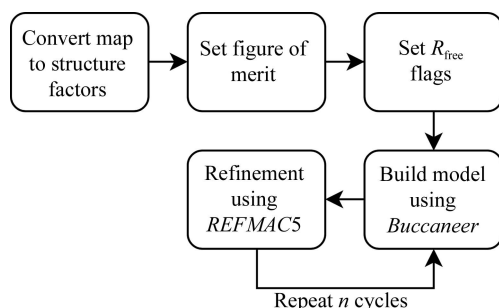 Convert map
to structure
factors
Set figure of
merit
Set R_free
flags
Build model
using
Buccaneer
Refinement
using
REFMAC5
Repeat n cycles